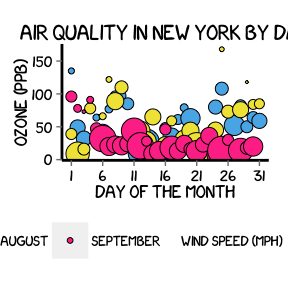 AIR QUALITY IN NEW YORK BY
OZONE (PPB)
150
100
50
0
1 6 11 16 21 26 31
DAY OF THE MONTH
AUGUST SEPTEMBER WIND SPEED (MPH)